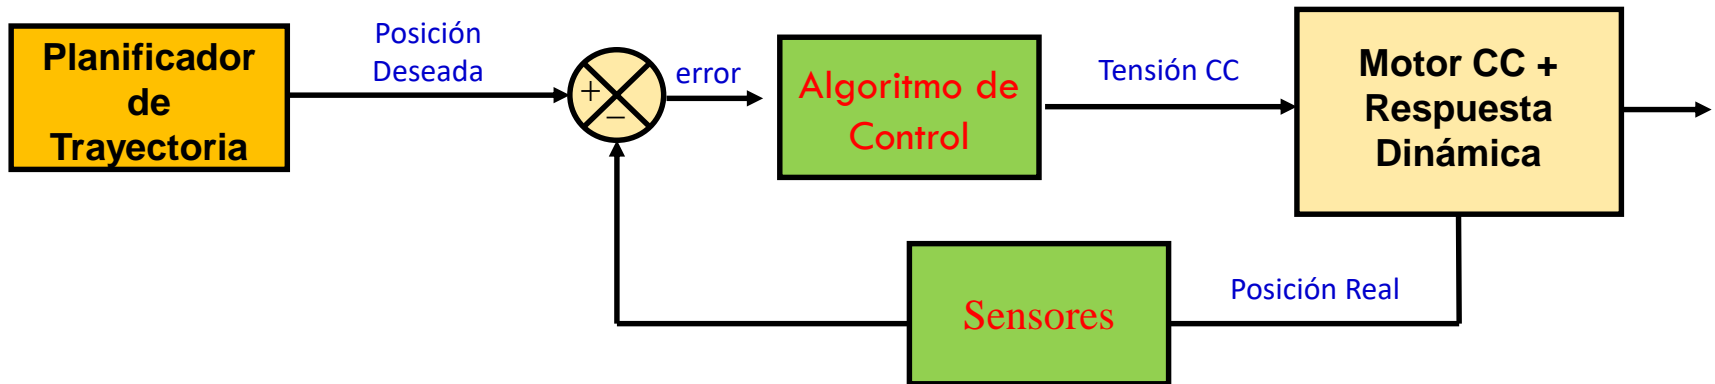 Planificador
de
Trayectoria
Posición
Deseada
+
−
error
Algoritmo de
Control
Tensión CC
Motor CC +
Respuesta
Dinámica
Sensores
Posición Real